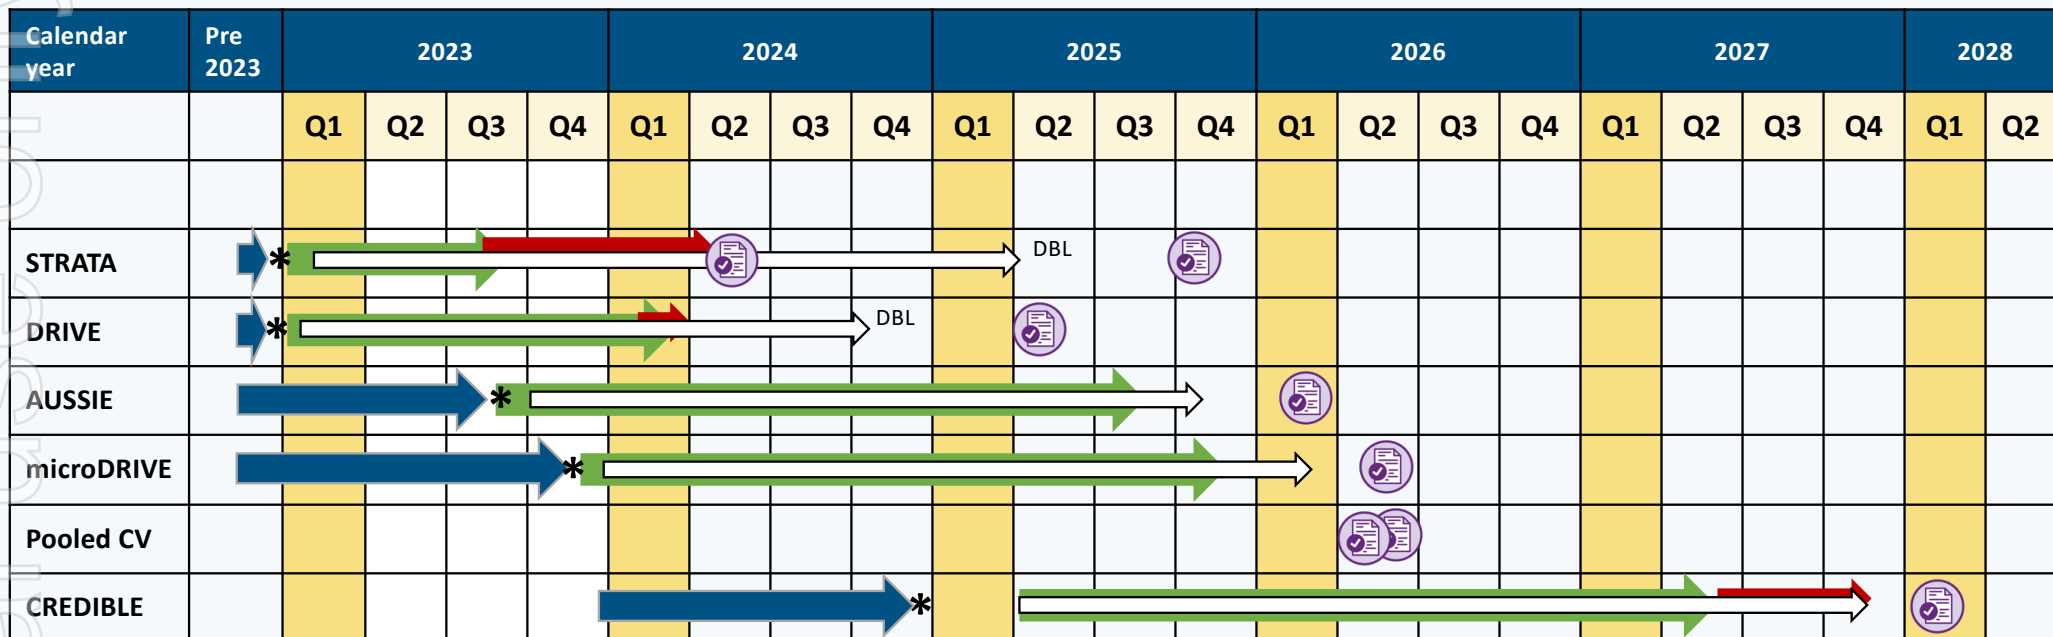 Calendar year
Pre 2023
2023
2024
2025
2026
2027
2028
Q1 Q2 Q3 Q4 Q1 Q2 Q3 Q4 Q1 Q2 Q3 Q4 Q1 Q2 Q3 Q4 Q1 Q2 Q3 Q4 Q1 Q2
STRATA * DBL
DRIVE * DBL
AUSSIE *
microDRIVE *
Pooled CV
CREDIBLE *